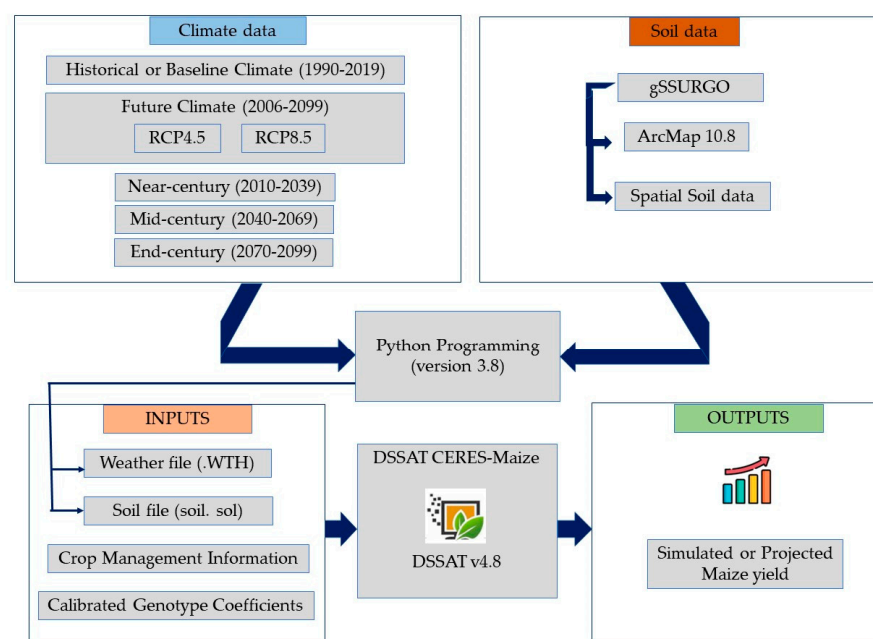 Climate data
Historical or Baseline Climate (1990-2019)
Future Climate (2006-2099)
RCP4.5
RCP8.5
Near-century (2010-2039)
Mid-century (2040-2069)
End-century (2070-2099)
Soil data
gSSURGO
ArcMap 10.8
Spatial Soil data
Python Programming
(version 3.8)
INPUTS
Weather file (.WTH)
Soil file (soil. sol)
Crop Management Information
Calibrated Genotype Coefficients
DSSAT CERES-Maize
DSSAT v4.8
OUTPUTS
Simulated or Projected
Maize yield